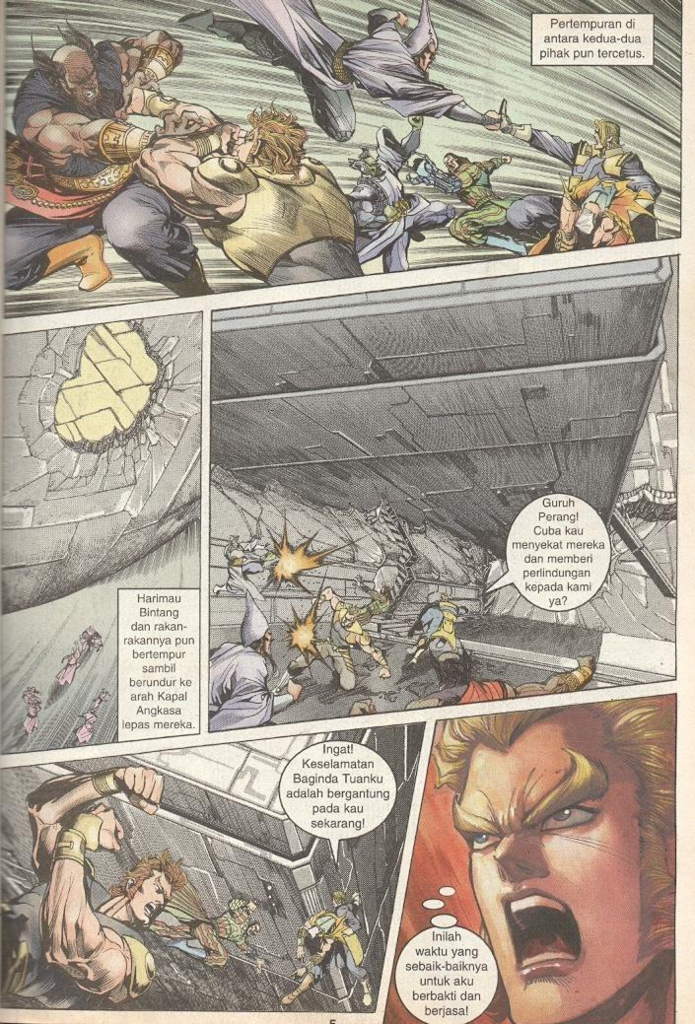 Pertempuran di
antara kedua-dua
pihak pun tercetus.
Harimau
Bintang
dan rakan-
rakannya pun
bertempur
sambil
berundur ke
arah Kapal
Angkasa
lepas mereka.
Guruh
Perang!
Cuba kau
menyekat mereka
dan memberi
perlindungan
kepada kami
ya?
Ingat!
Keselamatan
Baginda Tuanku
adalah bergantung
pada kau
sekarang!
Inilah
waktu yang
sebaik-baiknya
untuk aku
berbakti dan
berjasa!
5